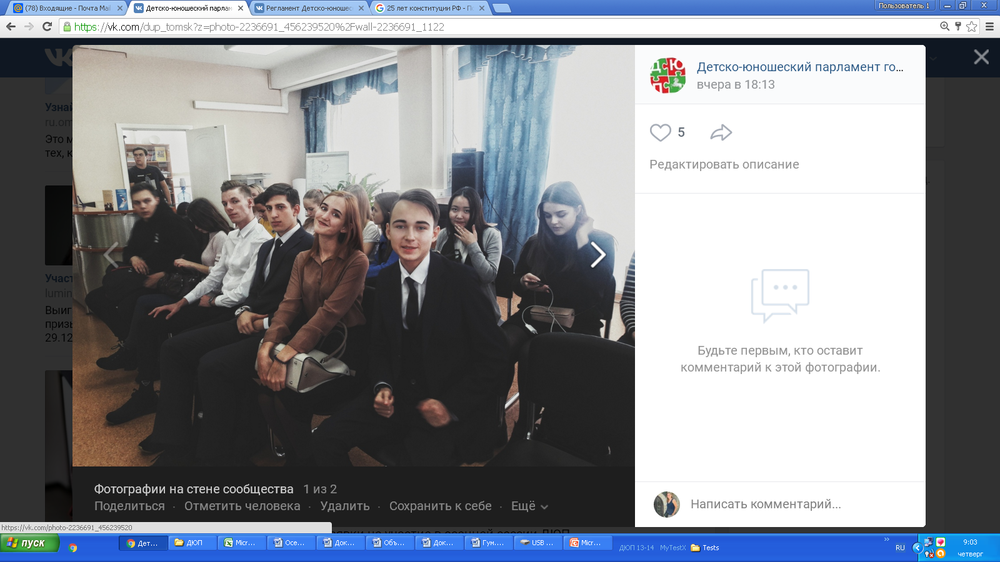 (78) Входящие - Почта Mail
Детско-юношеский парлам
Регламент Детско-юношес
25 лет конституции РФ - По
Пользователь 1
https://vk.com/dup_tomsk?z=photo-2236691_456239520%2Fwall-2236691_1122
Узнай
ru.om
Это м
тех, к
Участ
lumin
Выиг
призы
29.12
Детско-юношеский парламент го...
вчера в 18:13
5
Редактировать описание
Будьте первым, кто оставит
комментарий к этой фотографии.
Написать комментарий...
Фотографии на стене сообщества 1 из 2
Поделиться · Отметить человека · Удалить · Сохранить к себе · Ещё
https://vk.com/photo-2236691_456239520
пуск
Дет...
ДЮП
Micr...
Осе...
Док...
Объ...
Док...
Гум....
USB ...
Micr...
ДЮП 13-14
MyTestX
Tests
»
RU
9:03
четверг